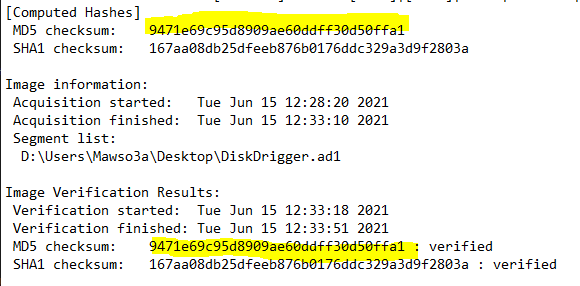 [Computed Hashes]
MD5 checksum: 9471e69c95d8909ae60ddff30d50ffa1
SHA1 checksum: 167aa08db25dfeeb876b0176ddc329a3d9f2803a
Image information:
Acquisition started: Tue Jun 15 12:28:20 2021
Acquisition finished: Tue Jun 15 12:33:10 2021
Segment list:
D:\Users\Mawso3a\Desktop\DiskDrigger.ad1
Image Verification Results:
Verification started: Tue Jun 15 12:33:18 2021
Verification finished: Tue Jun 15 12:33:51 2021
MD5 checksum: 9471e69c95d8909ae60ddff30d50ffa1 : verified
SHA1 checksum: 167aa08db25dfeeb876b0176ddc329a3d9f2803a : verified